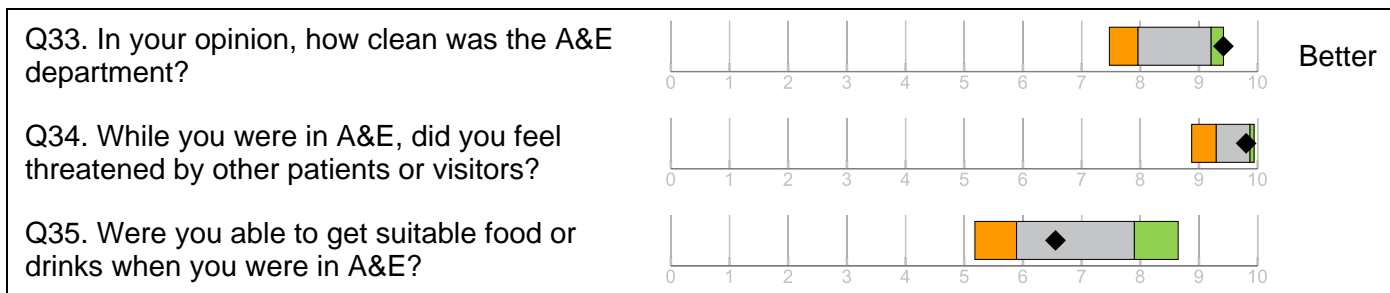 Q33. In your opinion, how clean was the A&E
department?
Better
0 1 2 3 4 5 6 7 8 9 10
Q34. While you were in A&E, did you feel
threatened by other patients or visitors?
0 1 2 3 4 5 6 7 8 9 10
Q35. Were you able to get suitable food or
drinks when you were in A&E?
0 1 2 3 4 5 6 7 8 9 10